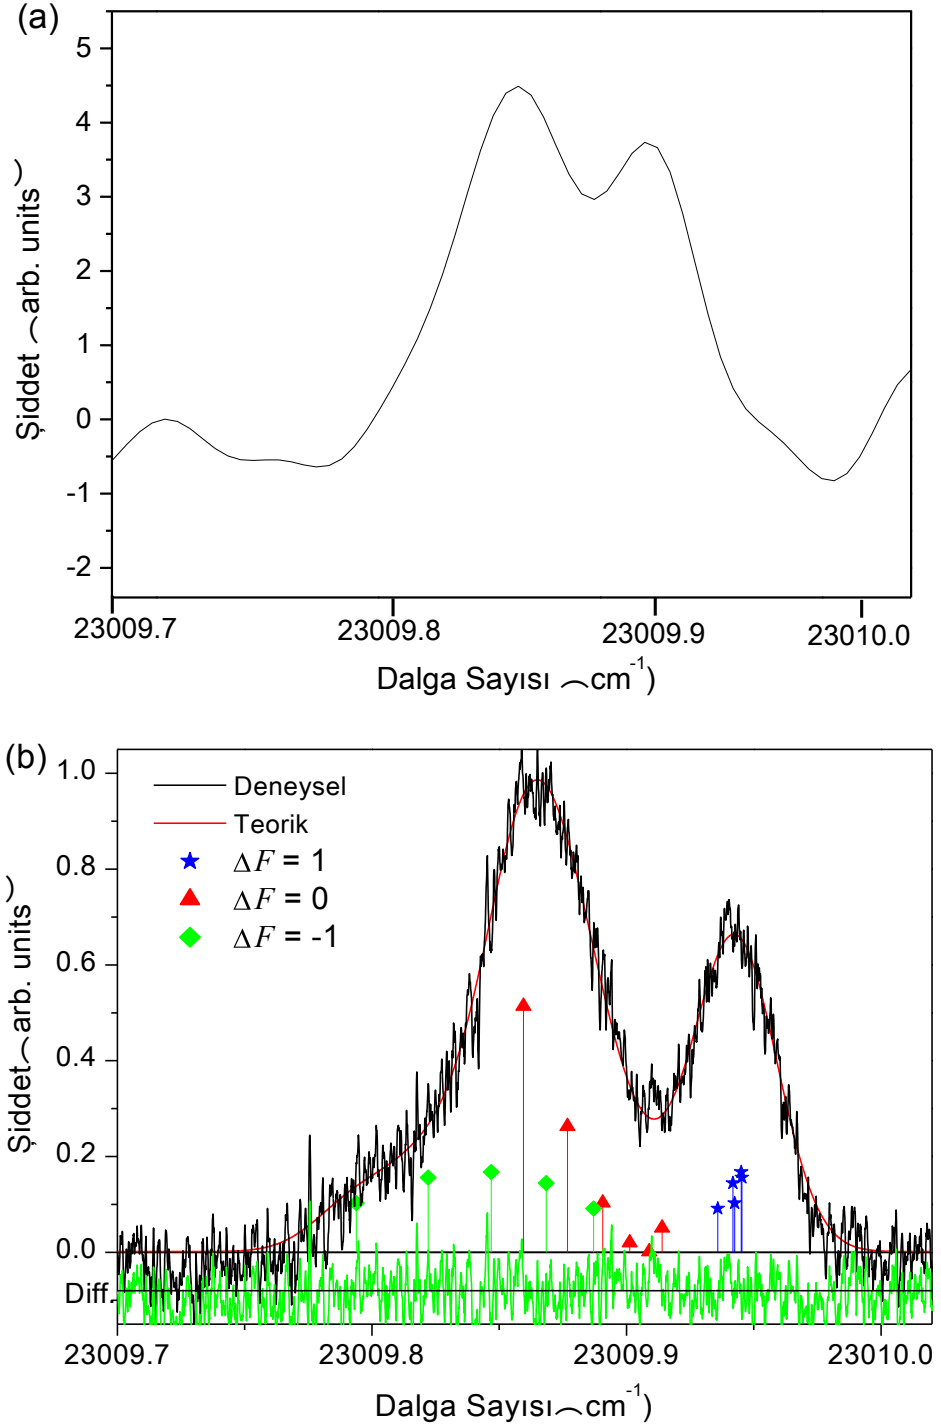 (a)
5
4
3
2
1
0
-1
-2
Şiddet (arb. units)
23009.7 23009.8 23009.9 23010.0
Dalga Sayısı (cm⁻¹)
(b)
1.0
0.8
0.6
0.4
0.2
0.0
Diff.
Şiddet (arb. units)
Deneysel
Teorik
ΔF = 1
ΔF = 0
ΔF = -1
23009.7 23009.8 23009.9 23010.0
Dalga Sayısı (cm⁻¹)